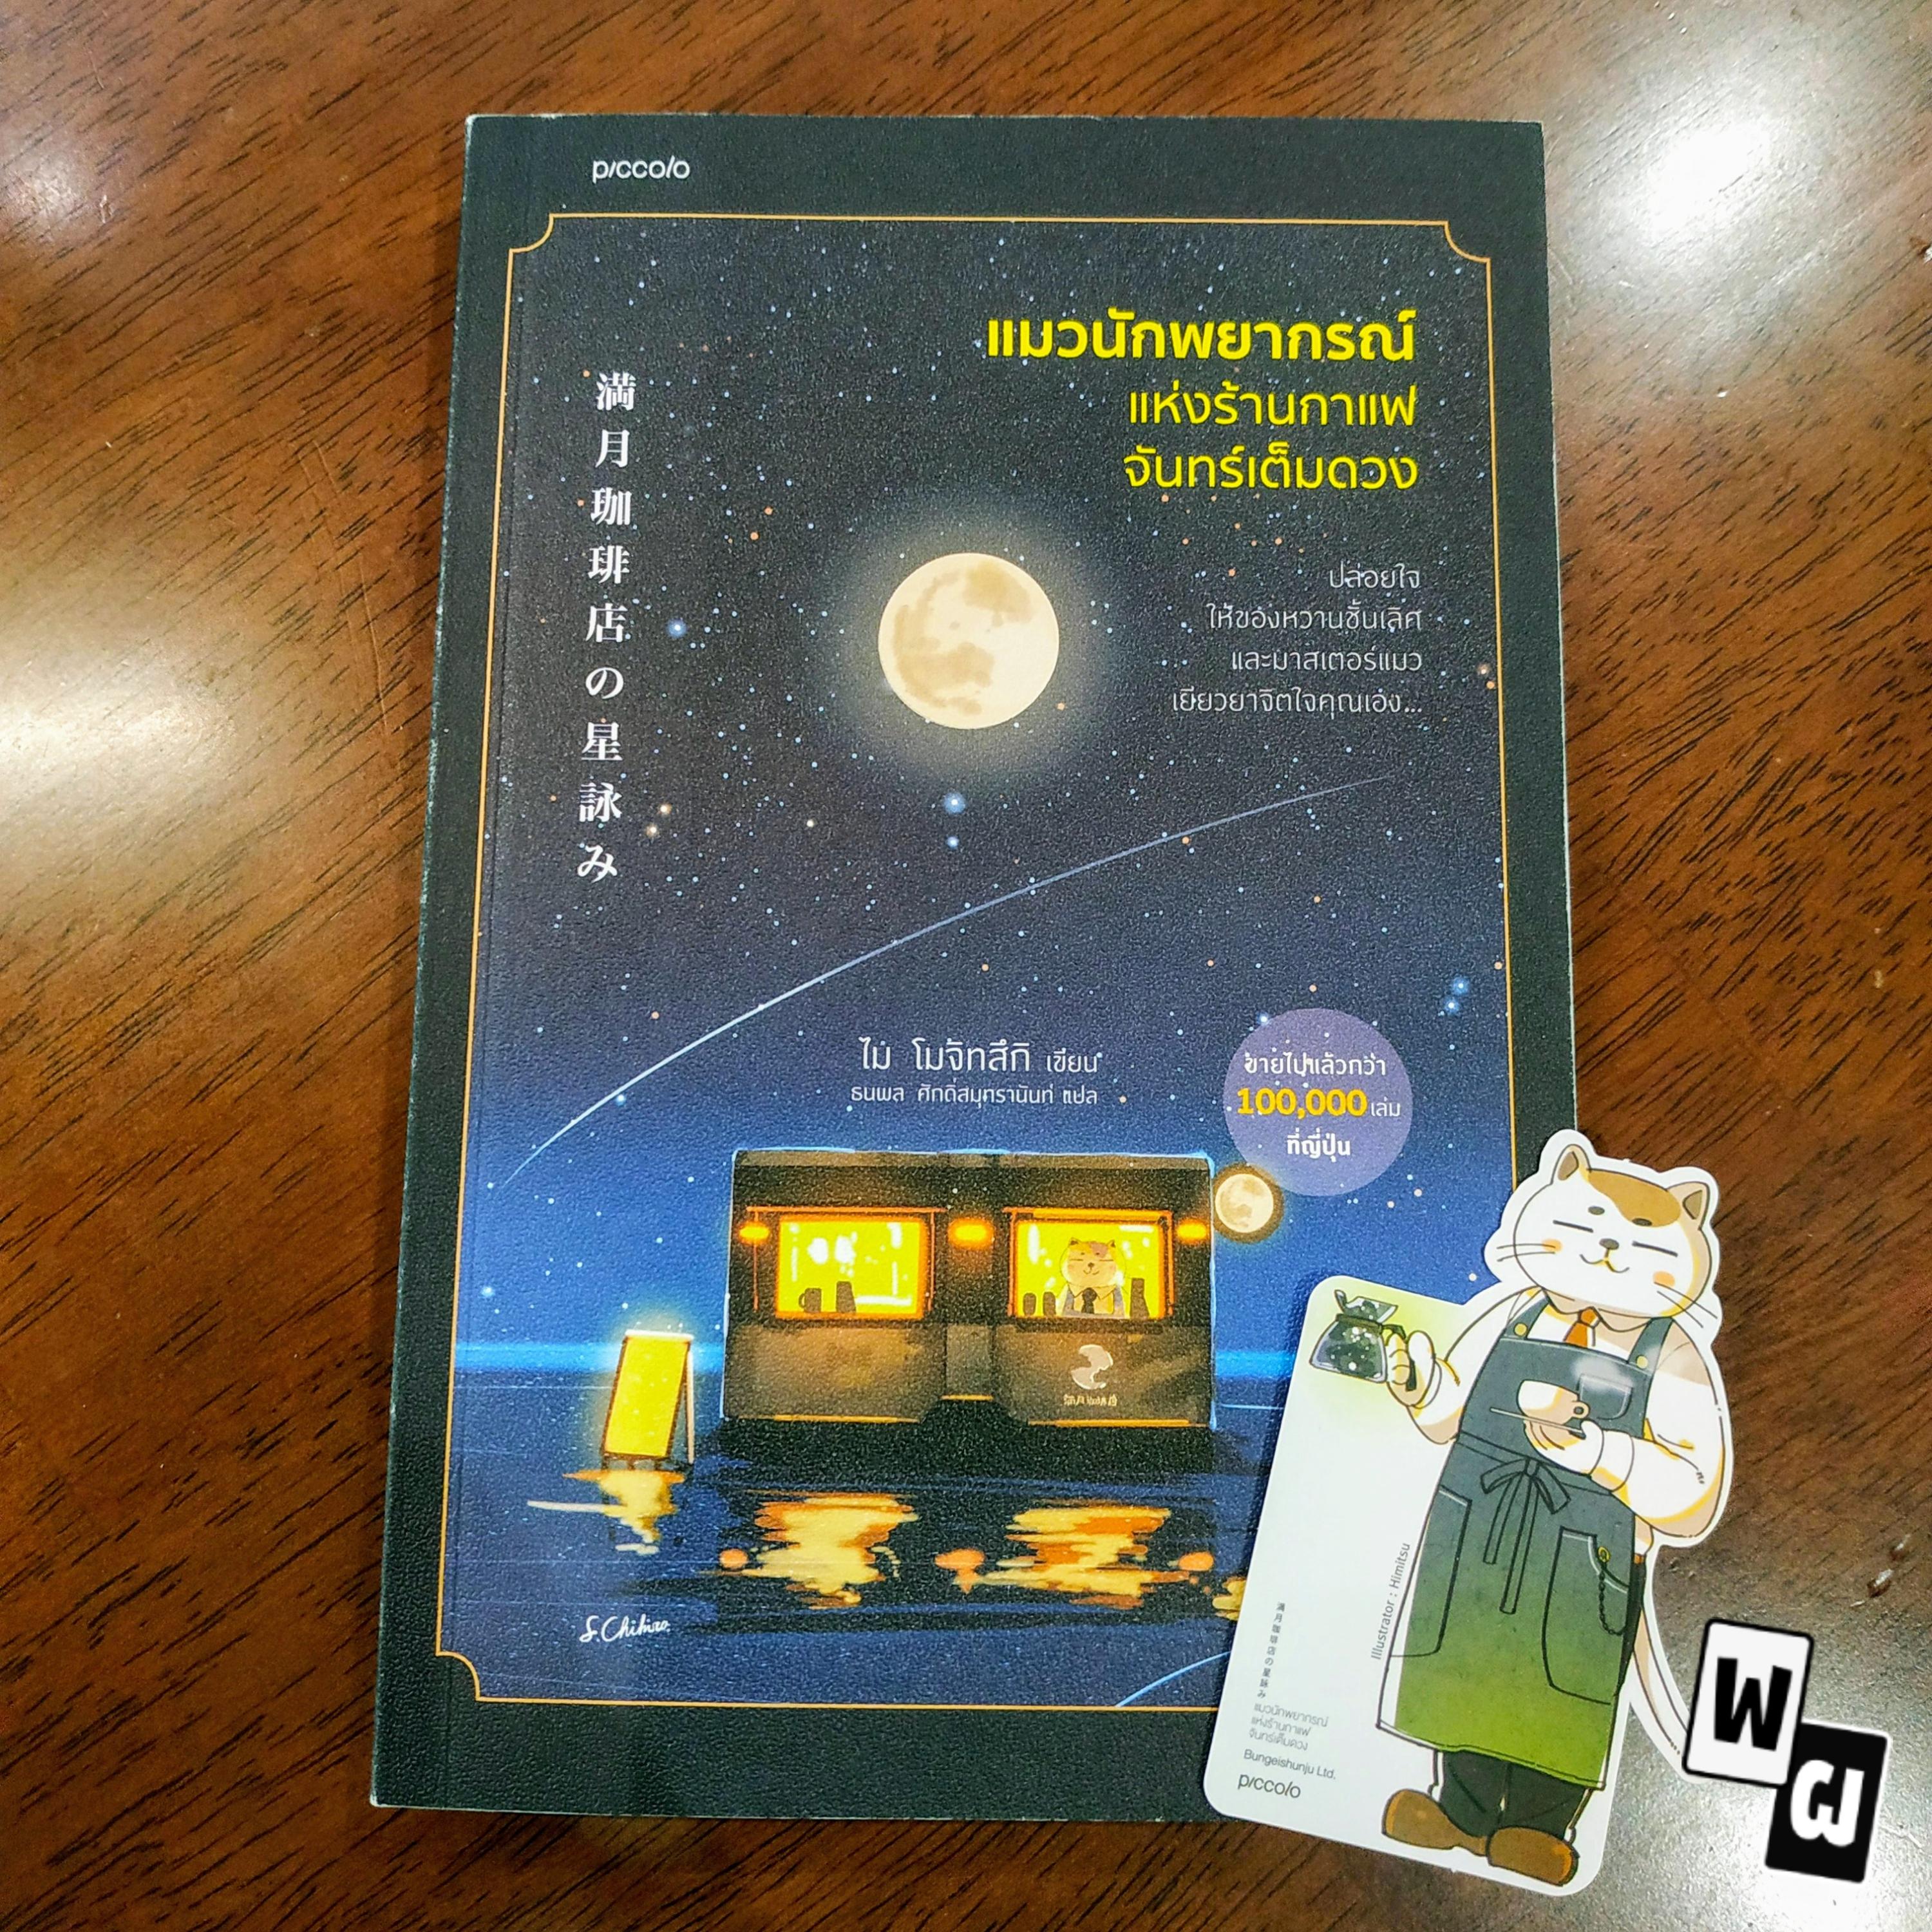 piccolo
แมวนักพยากรณ์
แห่งร้านกาแฟ
จันทร์เต็มดวง
満月珈琲店の星詠み
ปล่อยใจ
ให้ของหวานชั้นเลิศ
และมาสเตอร์แมว
เยียวยาจิตใจคุณเอง...
ไม โมจิทสึกิ เขียน
ธนพล ศักดิ์สมุทรานันท์ แปล
ขายไปแล้วกว่า
100,000 เล่ม
ที่ญี่ปุ่น
満月珈琲店
S.Chihiro.
Illustrator : Himitsu
満月珈琲店の星詠み
แมวนักพยากรณ์
แห่งร้านกาแฟ
จันทร์เต็มดวง
Bungeishunju Ltd.
piccolo
พ
ฝ